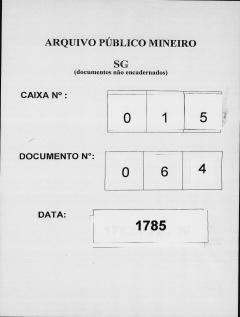 ARQUIVO PÚBLICO MINEIRO
SG
(documentos não encadernados)
CAIXA Nº :
0 1 5
DOCUMENTO Nº:
0 6 4
DATA:
1785